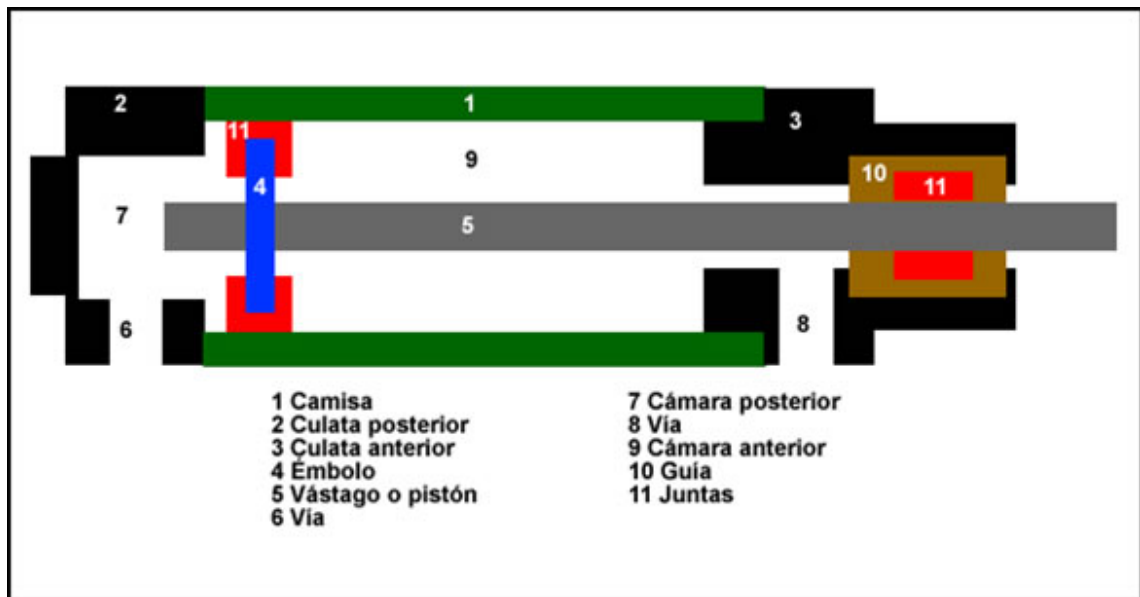 2
1
3
11
9
10
11
4
7
5
6
8
1 Camisa
2 Culata posterior
3 Culata anterior
4 Émbolo
5 Vástago o pistón
6 Vía
7 Cámara posterior
8 Vía
9 Cámara anterior
10 Guía
11 Juntas